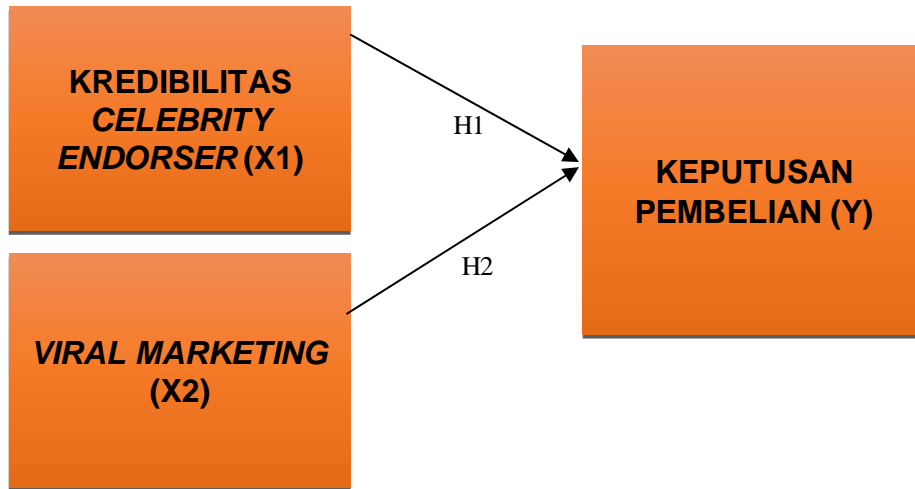 KREDIBILITAS
CELEBRITY
ENDORSER (X1)
H1
KEPUTUSAN
PEMBELIAN (Y)
H2
VIRAL MARKETING
(X2)